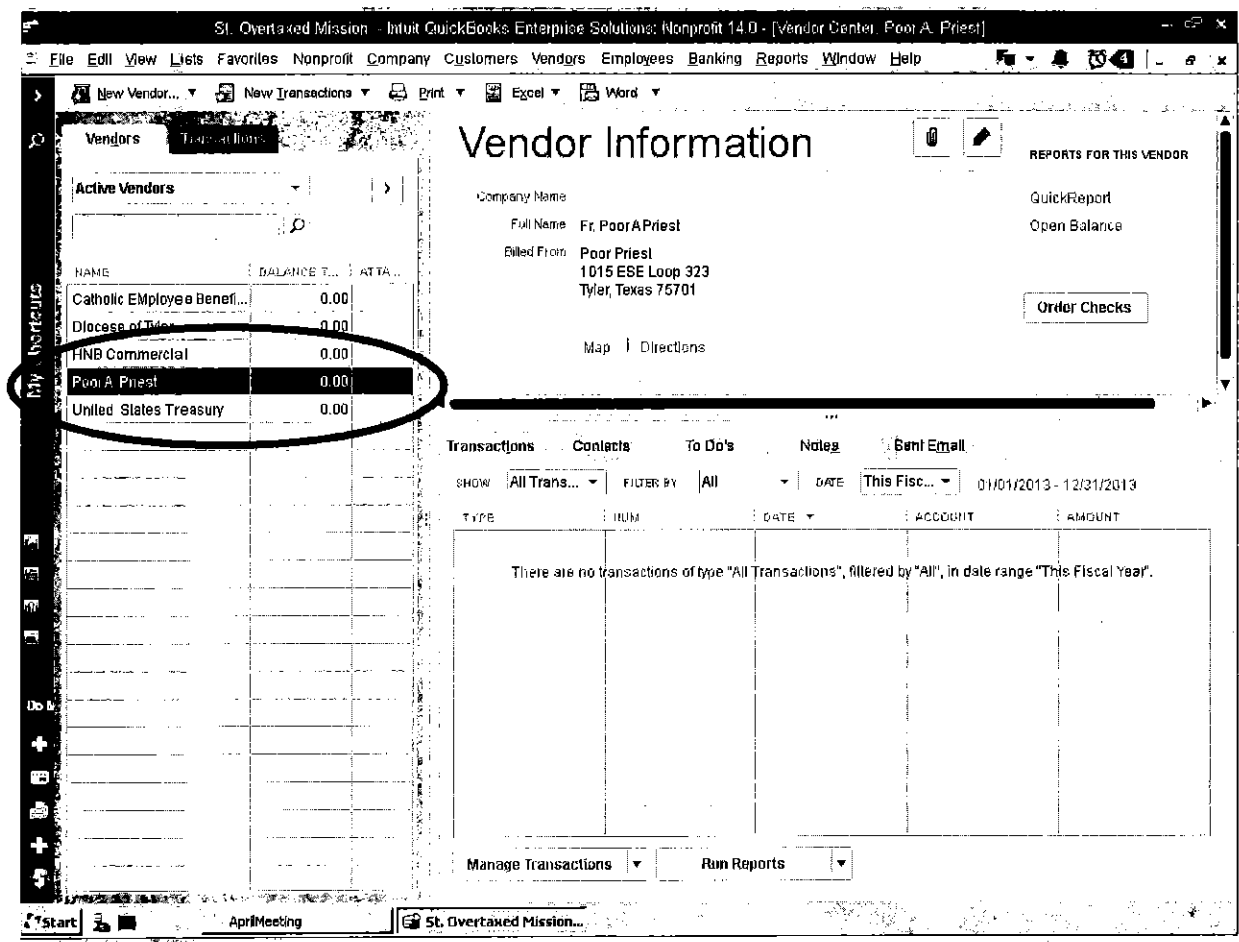 St. Overtaxed Mission - Intuit QuickBooks Enterprise Solutions: Nonprofit 14.0 - [Vendor Center: Poor A. Priest]
File Edit View Lists Favorites Nonprofit Company Customers Vendors Employees Banking Reports Window Help 4
New Vendor... New Transactions Print Excel Word
Vendors Transactions
Vendor Information
REPORTS FOR THIS VENDOR
Active Vendors
Company Name
QuickReport
Full Name Fr. Poor A Priest
Open Balance
Billed From Poor Priest
1015 ESE Loop 323
Tyler, Texas 75701
NAME BALANCE T... ATTA...
Catholic EMployee Benefi... 0.00
Order Checks
Diocese of Tyler 0.00
HNB Commercial 0.00
Map Directions
Poor A. Priest 0.00
United States Treasury 0.00
My Shortcuts
Transactions Contacts To Do's Notes Sent Email
SHOW All Trans... FILTER BY All DATE This Fisc... 01/01/2013 - 12/31/2013
TYPE NUM DATE ACCOUNT AMOUNT
There are no transactions of type "All Transactions", filtered by "All", in date range "This Fiscal Year".
Do
Manage Transactions Run Reports
Start AprilMeeting St. Overtaxed Mission...